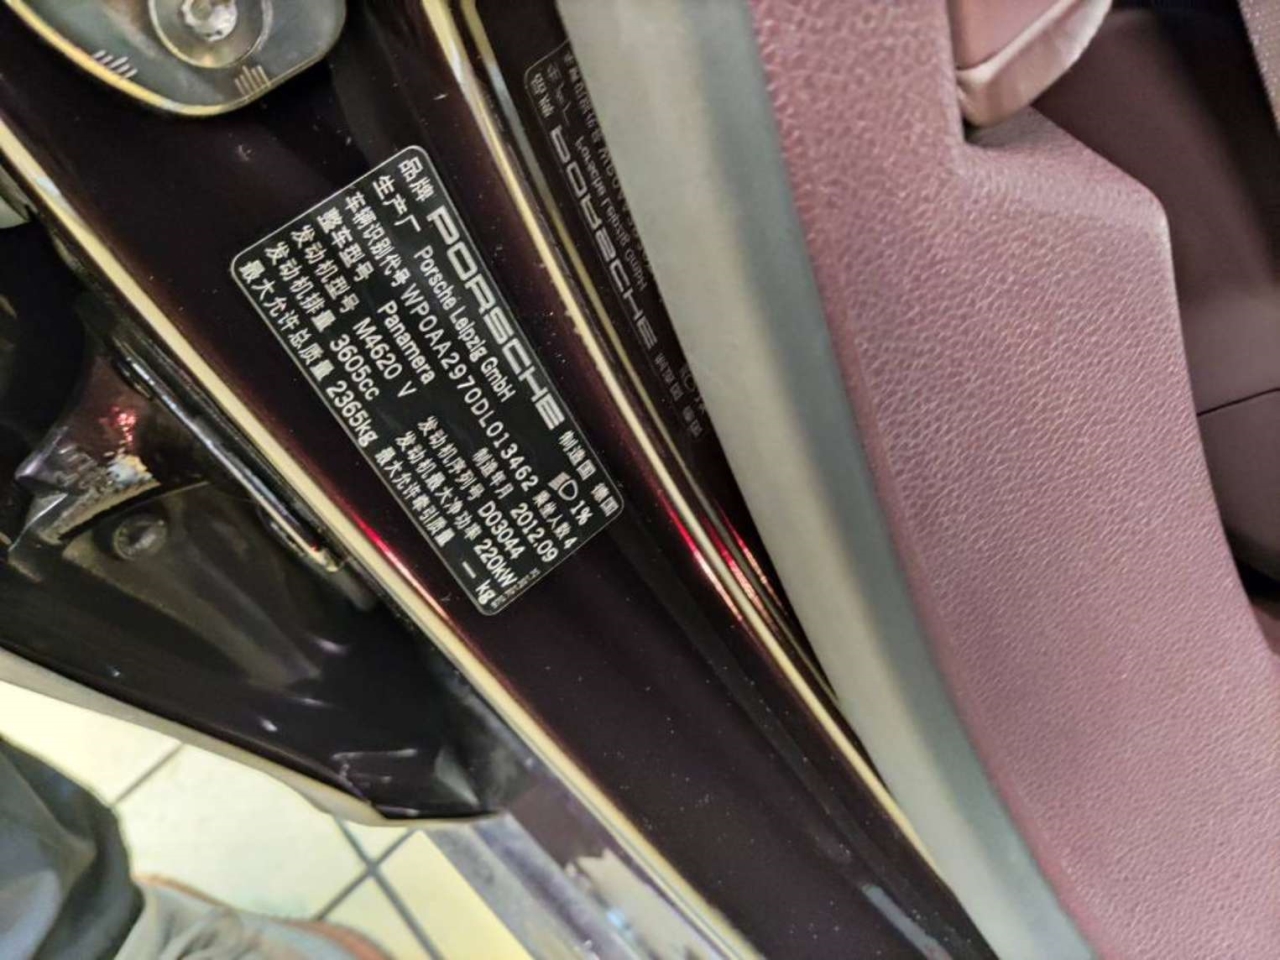 品牌 PORSCHE 制造国 德国
生产厂 Porsche Leipzig GmbH 1%
车辆识别代号 WP0AA2970DL013462 乘坐人数 4
整车型号 Panamera 制造年月 2012.09
发动机型号 M4620 V 发动机序列号 D03044
发动机排量 3605cc 发动机最大净功率 220kW
最大允许总质量 2365kg 最大允许牵引质量 — kg